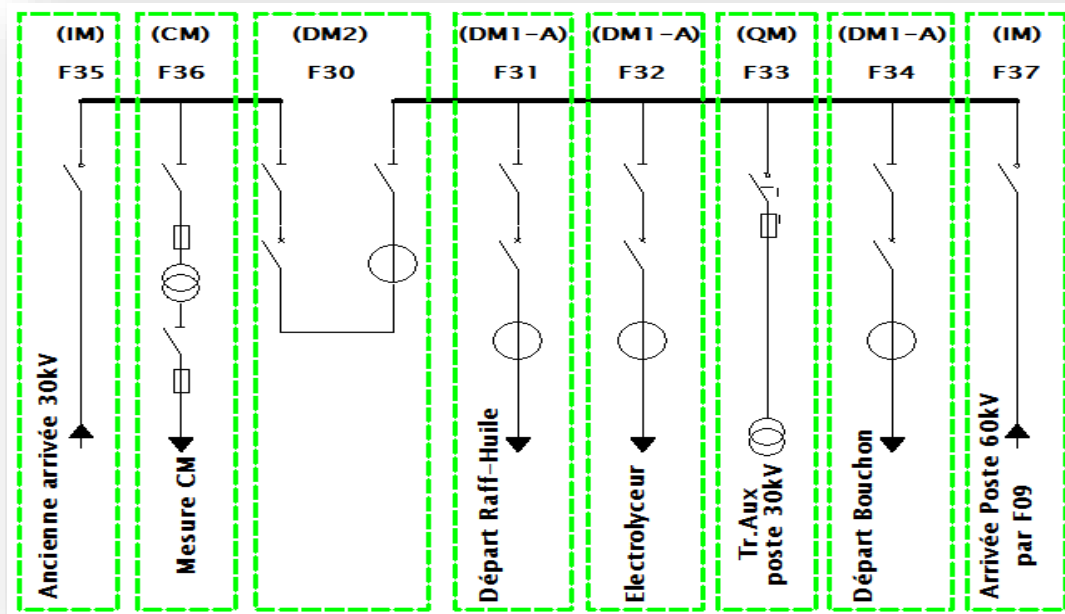 (IM)
F35
(CM)
F36
(DM2)
F30
(DM1-A)
F31
(DM1-A)
F32
(QM)
F33
(DM1-A)
F34
(IM)
F37
Ancienne arrivée 30kV
Mesure CM
Départ Raff-Huile
Electrolyceur
Tr.Aux
poste 30kV
Départ Bouchon
Arrivée Poste 60kV
par F09